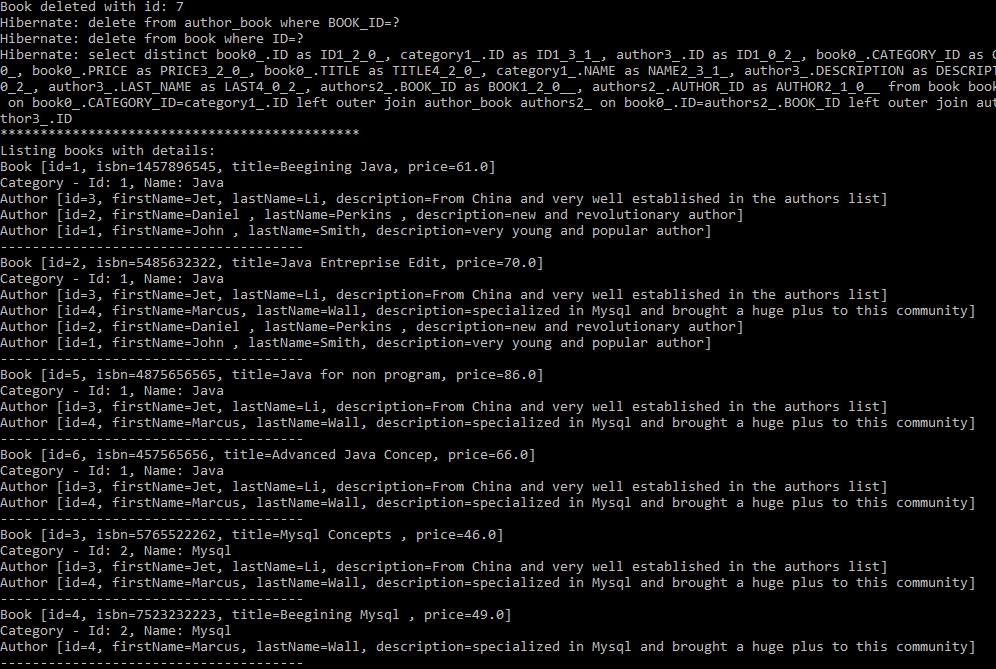 Book deleted with id: 7
Hibernate: delete from author_book where BOOK_ID=?
Hibernate: delete from book where ID=?
Hibernate: select distinct book0_.ID as ID1_2_0_, category1_.ID as ID1_3_1_, author3_.ID as ID1_0_2_, book0_.CATEGORY_ID as
0_, book0_.PRICE as PRICE3_2_0_, book0_.TITLE as TITLE4_2_0_, category1_.NAME as NAME2_3_1_, author3_.DESCRIPTION as DESCRIPT
0_2_, author3_.LAST_NAME as LAST4_0_2_, authors2_.BOOK_ID as BOOK1_2_0__, authors2_.AUTHOR_ID as AUTHOR2_1_0__ from book book
 on book0_.CATEGORY_ID=category1_.ID left outer join author_book authors2_ on book0_.ID=authors2_.BOOK_ID left outer join aut
thor3_.ID
*********************************************
Listing books with details:
Book [id=1, isbn=1457896545, title=Beegining Java, price=61.0]
Category - Id: 1, Name: Java
Author [id=3, firstName=Jet, lastName=Li, description=From China and very well established in the authors list]
Author [id=2, firstName=Daniel , lastName=Perkins , description=new and revolutionary author]
Author [id=1, firstName=John , lastName=Smith, description=very young and popular author]
--------------------------------------
Book [id=2, isbn=5485632322, title=Java Entreprise Edit, price=70.0]
Category - Id: 1, Name: Java
Author [id=3, firstName=Jet, lastName=Li, description=From China and very well established in the authors list]
Author [id=4, firstName=Marcus, lastName=Wall, description=specialized in Mysql and brought a huge plus to this community]
Author [id=2, firstName=Daniel , lastName=Perkins , description=new and revolutionary author]
Author [id=1, firstName=John , lastName=Smith, description=very young and popular author]
--------------------------------------
Book [id=5, isbn=4875656565, title=Java for non program, price=86.0]
Category - Id: 1, Name: Java
Author [id=3, firstName=Jet, lastName=Li, description=From China and very well established in the authors list]
Author [id=4, firstName=Marcus, lastName=Wall, description=specialized in Mysql and brought a huge plus to this community]
--------------------------------------
Book [id=6, isbn=457565656, title=Advanced Java Concep, price=66.0]
Category - Id: 1, Name: Java
Author [id=3, firstName=Jet, lastName=Li, description=From China and very well established in the authors list]
Author [id=4, firstName=Marcus, lastName=Wall, description=specialized in Mysql and brought a huge plus to this community]
--------------------------------------
Book [id=3, isbn=5765522262, title=Mysql Concepts , price=46.0]
Category - Id: 2, Name: Mysql
Author [id=3, firstName=Jet, lastName=Li, description=From China and very well established in the authors list]
Author [id=4, firstName=Marcus, lastName=Wall, description=specialized in Mysql and brought a huge plus to this community]
--------------------------------------
Book [id=4, isbn=7523232223, title=Beegining Mysql , price=49.0]
Category - Id: 2, Name: Mysql
Author [id=4, firstName=Marcus, lastName=Wall, description=specialized in Mysql and brought a huge plus to this community]
--------------------------------------